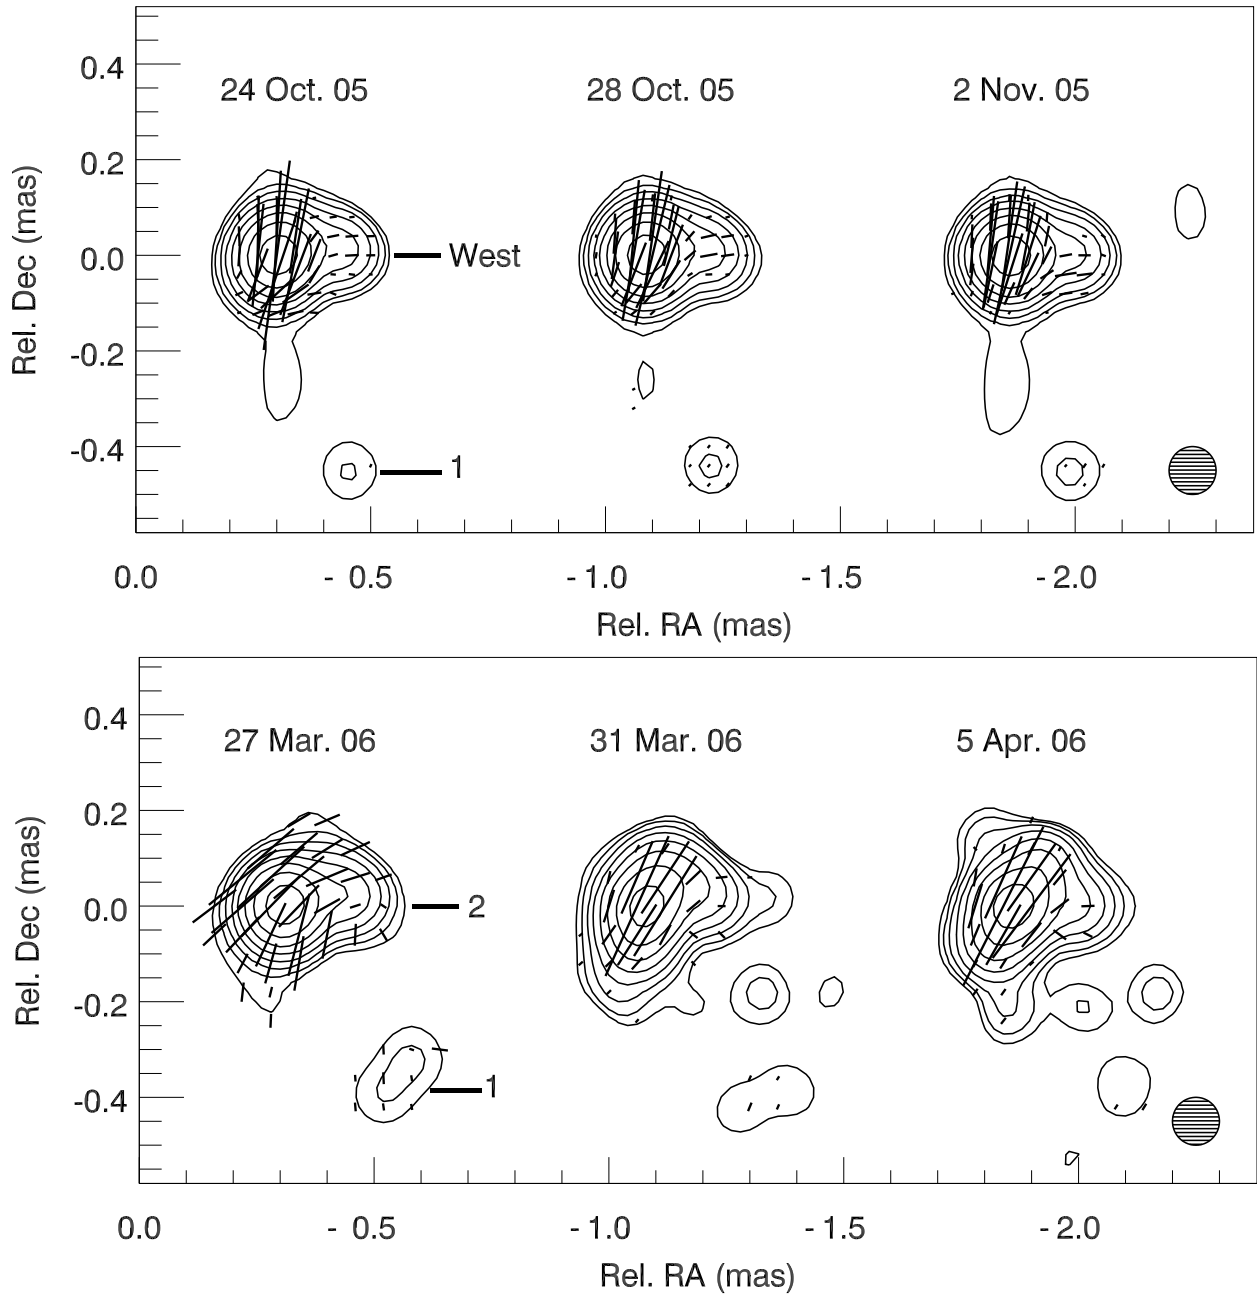 24 Oct. 05 28 Oct. 05 2 Nov. 05
0.4
0.2
0.0
-0.2
-0.4
Rel. Dec (mas)
West
1
0.0 - 0.5 - 1.0 - 1.5 - 2.0
Rel. RA (mas)
27 Mar. 06 31 Mar. 06 5 Apr. 06
0.4
0.2
0.0
-0.2
-0.4
Rel. Dec (mas)
2
1
0.0 - 0.5 - 1.0 - 1.5 - 2.0
Rel. RA (mas)